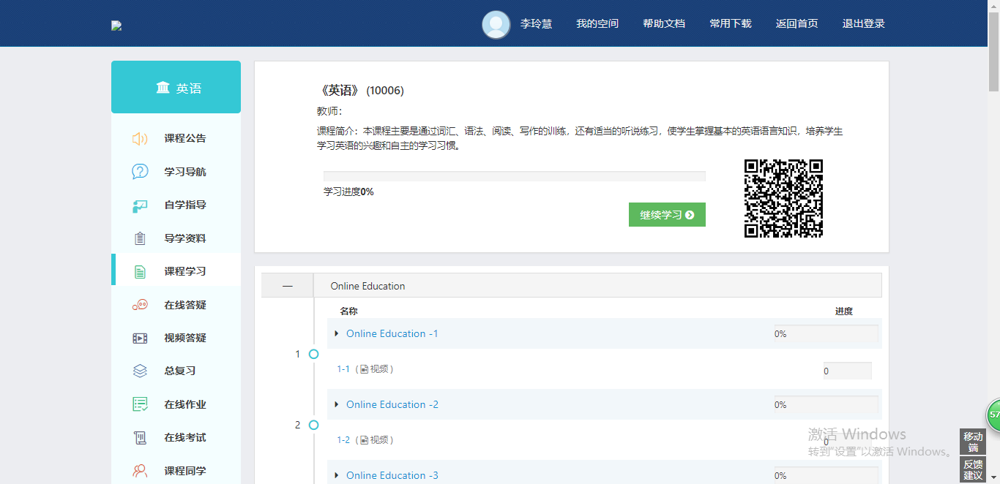 李玲慧 我的空间 帮助文档 常用下载 返回首页 退出登录
英语
课程公告
学习导航
自学指导
导学资料
课程学习
在线答疑
视频答疑
总复习
在线作业
在线考试
课程同学
《英语》 (10006)
教师：
课程简介：本课程主要是通过词汇、语法、阅读、写作的训练，还有适当的听说练习，使学生掌握基本的英语语言知识，培养学生
学习英语的兴趣和自主的学习习惯。
学习进度0%
继续学习
— Online Education
名称 进度
Online Education -1 0%
1
1-1（视频） 0
Online Education -2 0%
2
1-2（视频） 0
Online Education -3 0%
激活 Windows
转到"设置"以激活 Windows。
57
移动
端
反馈
建议